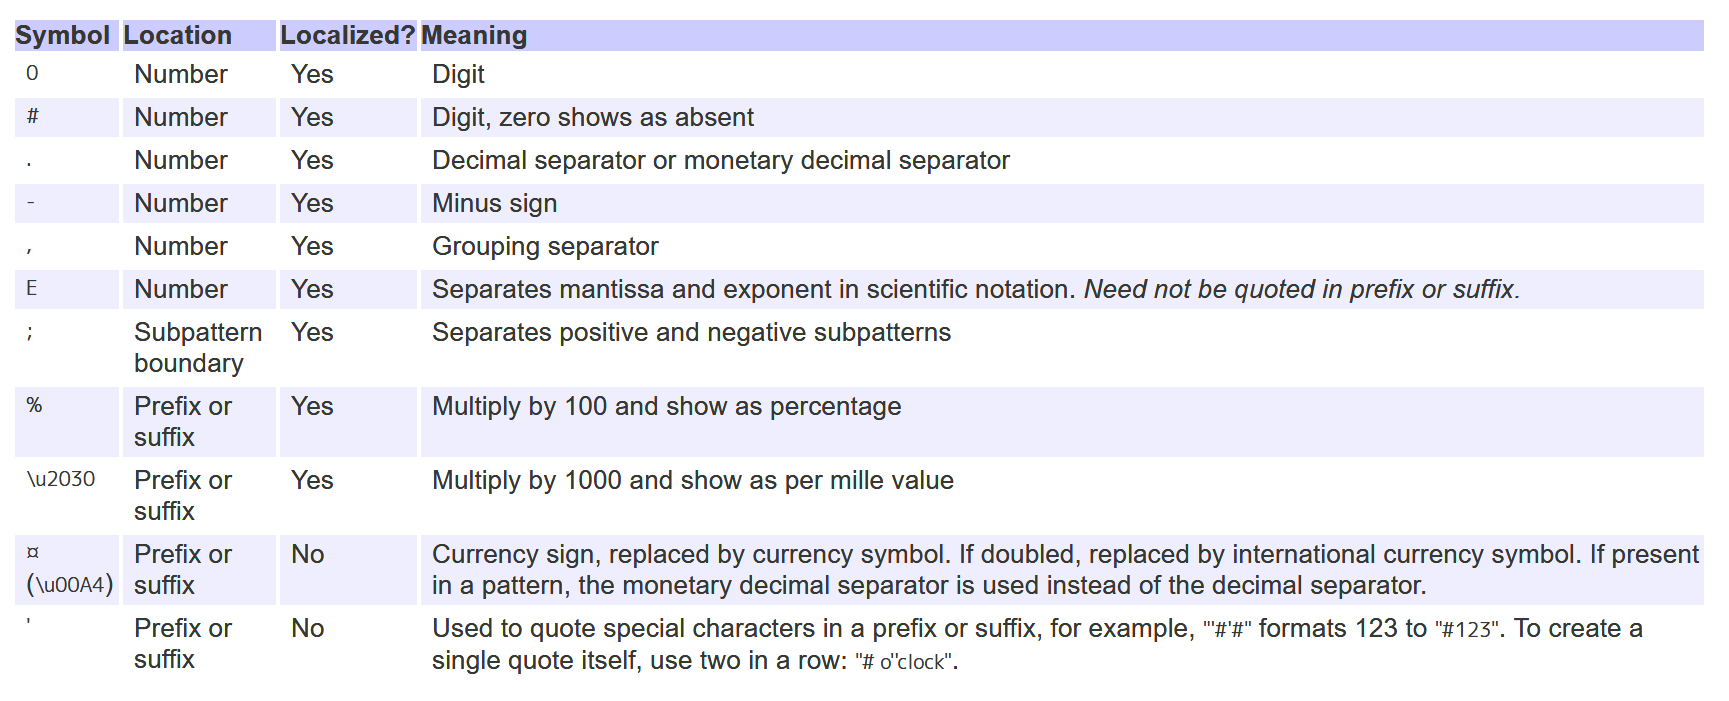 Symbol Location Localized? Meaning
0 Number Yes Digit
# Number Yes Digit, zero shows as absent
. Number Yes Decimal separator or monetary decimal separator
- Number Yes Minus sign
, Number Yes Grouping separator
E Number Yes Separates mantissa and exponent in scientific notation. Need not be quoted in prefix or suffix.
; Subpattern Yes Separates positive and negative subpatterns
boundary
% Prefix or Yes Multiply by 100 and show as percentage
suffix
\u2030 Prefix or Yes Multiply by 1000 and show as per mille value
suffix
¤ Prefix or No Currency sign, replaced by currency symbol. If doubled, replaced by international currency symbol. If present
(\u00A4) suffix in a pattern, the monetary decimal separator is used instead of the decimal separator.
' Prefix or No Used to quote special characters in a prefix or suffix, for example, "'#'#" formats 123 to "#123". To create a
suffix single quote itself, use two in a row: "# o''clock".